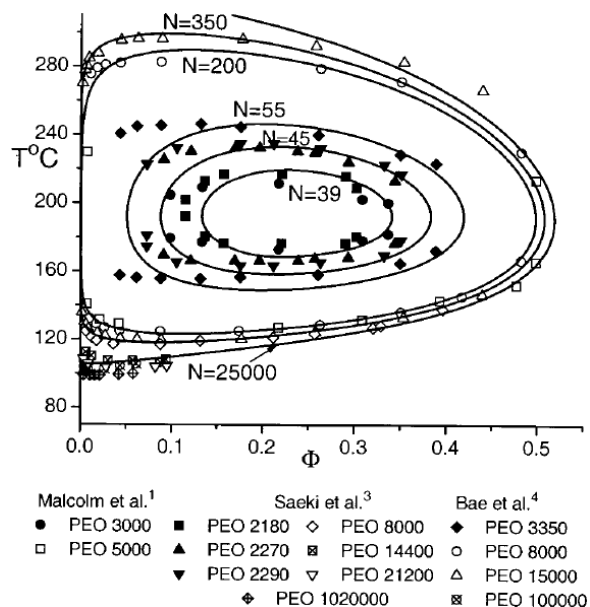 N=350
280
N=200
240
N=55
N=45
T°C
200
N=39
160
120
N=25000
80
0.0 0.1 0.2 0.3 0.4 0.5
Φ
Malcolm et al.¹ Saeki et al.³ Bae et al.⁴
● PEO 3000 ■ PEO 2180 ◇ PEO 8000 ◆ PEO 3350
□ PEO 5000 ▲ PEO 2270 ⊠ PEO 14400 ○ PEO 8000
▼ PEO 2290 ▽ PEO 21200 △ PEO 15000
PEO 1020000 ⊠ PEO 100000